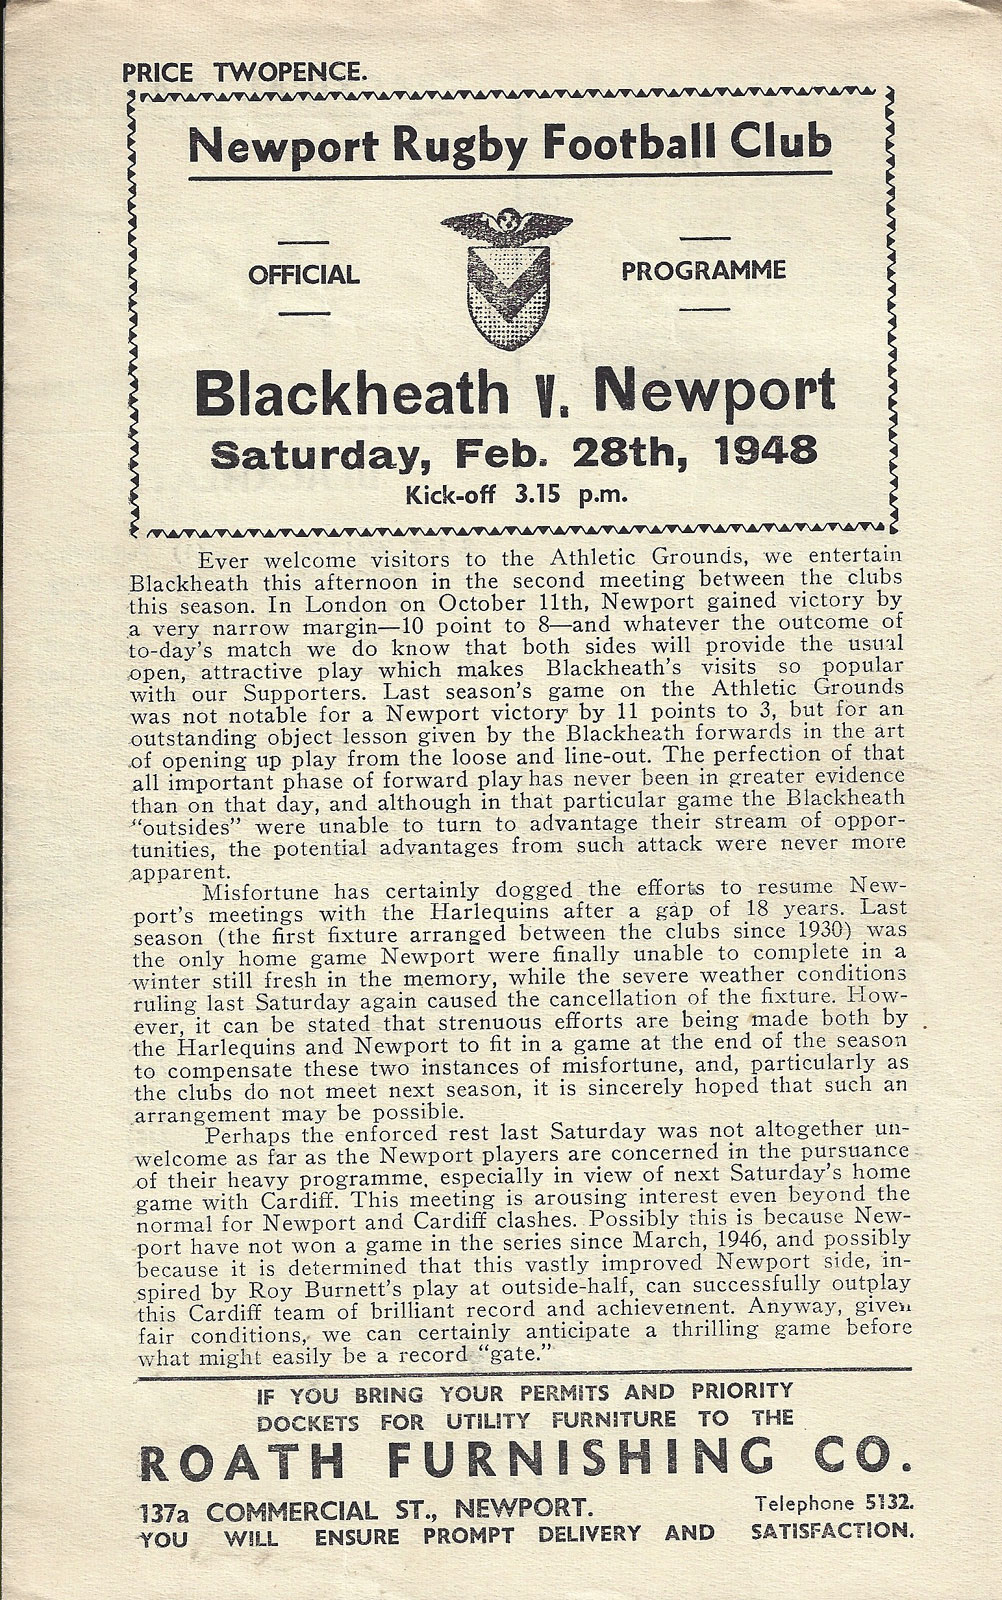 PRICE TWOPENCE.
Newport Rugby Football Club
OFFICIAL PROGRAMME
Blackheath V. Newport
Saturday, Feb. 28th, 1948
Kick-off 3.15 p.m.
Ever welcome visitors to the Athletic Grounds, we entertain
Blackheath this afternoon in the second meeting between the clubs
this season. In London on October 11th, Newport gained victory by
a very narrow margin—10 point to 8—and whatever the outcome of
to-day's match we do know that both sides will provide the usual
open, attractive play which makes Blackheath's visits so popular
with our Supporters. Last season's game on the Athletic Grounds
was not notable for a Newport victory by 11 points to 3, but for an
outstanding object lesson given by the Blackheath forwards in the art
of opening up play from the loose and line-out. The perfection of that
all important phase of forward play has never been in greater evidence
than on that day, and although in that particular game the Blackheath
"outsides" were unable to turn to advantage their stream of oppor-
tunities, the potential advantages from such attack were never more
apparent.
Misfortune has certainly dogged the efforts to resume New-
port's meetings with the Harlequins after a gap of 18 years. Last
season (the first fixture arranged between the clubs since 1930) was
the only home game Newport were finally unable to complete in a
winter still fresh in the memory, while the severe weather conditions
ruling last Saturday again caused the cancellation of the fixture. How-
ever, it can be stated that strenuous efforts are being made both by
the Harlequins and Newport to fit in a game at the end of the season
to compensate these two instances of misfortune, and, particularly as
the clubs do not meet next season, it is sincerely hoped that such an
arrangement may be possible.
Perhaps the enforced rest last Saturday was not altogether un-
welcome as far as the Newport players are concerned in the pursuance
of their heavy programme, especially in view of next Saturday's home
game with Cardiff. This meeting is arousing interest even beyond the
normal for Newport and Cardiff clashes. Possibly this is because New-
port have not won a game in the series since March, 1946, and possibly
because it is determined that this vastly improved Newport side, in-
spired by Roy Burnett's play at outside-half, can successfully outplay
this Cardiff team of brilliant record and achievement. Anyway, given
fair conditions, we can certainly anticipate a thrilling game before
what might easily be a record "gate."
IF YOU BRING YOUR PERMITS AND PRIORITY
DOCKETS FOR UTILITY FURNITURE TO THE
ROATH FURNISHING CO.
137a COMMERCIAL ST., NEWPORT. Telephone 5132.
YOU WILL ENSURE PROMPT DELIVERY AND SATISFACTION.